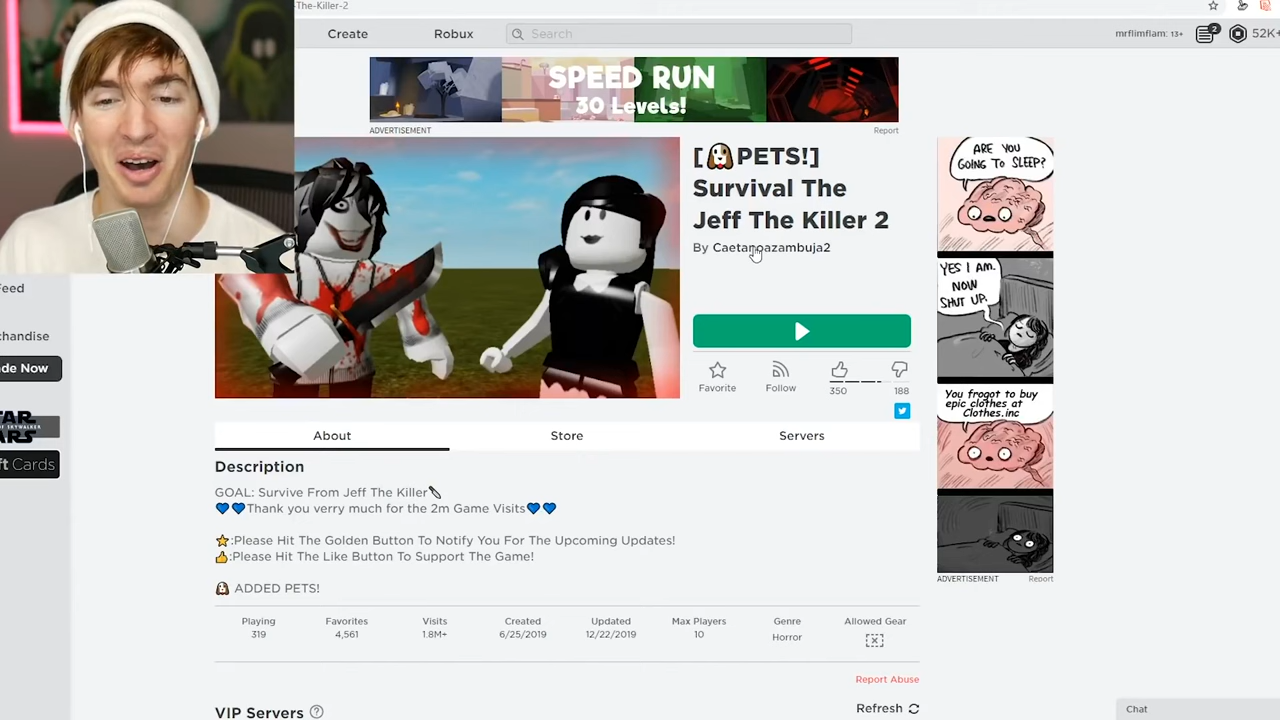 -The-Killer-2
Create
Robux
Search
mrflimflam: 13+
2
52K+
SPEED RUN
30 Levels!
ADVERTISEMENT
Report
[🐶PETS!]
Survival The
Jeff The Killer 2
By Caetanoazambuja2
Favorite
Follow
350
188
ARE YOU
GOING TO SLEEP?
YES I AM.
NOW
SHUT UP.
You frogot to buy
epic clothes at
Clothes.inc
ADVERTISEMENT
Report
Feed
chandise
ade Now
TAR
OF SKYWALKER
ft Cards
About
Store
Servers
Description
GOAL: Survive From Jeff The Killer🔪
💙💙Thank you verry much for the 2m Game Visits💙💙
⭐:Please Hit The Golden Button To Notify You For The Upcoming Updates!
👍:Please Hit The Like Button To Support The Game!
🐶 ADDED PETS!
Playing
319
Favorites
4,561
Visits
1.8M+
Created
6/25/2019
Updated
12/22/2019
Max Players
10
Genre
Horror
Allowed Gear
Report Abuse
VIP Servers
Refresh
Chat